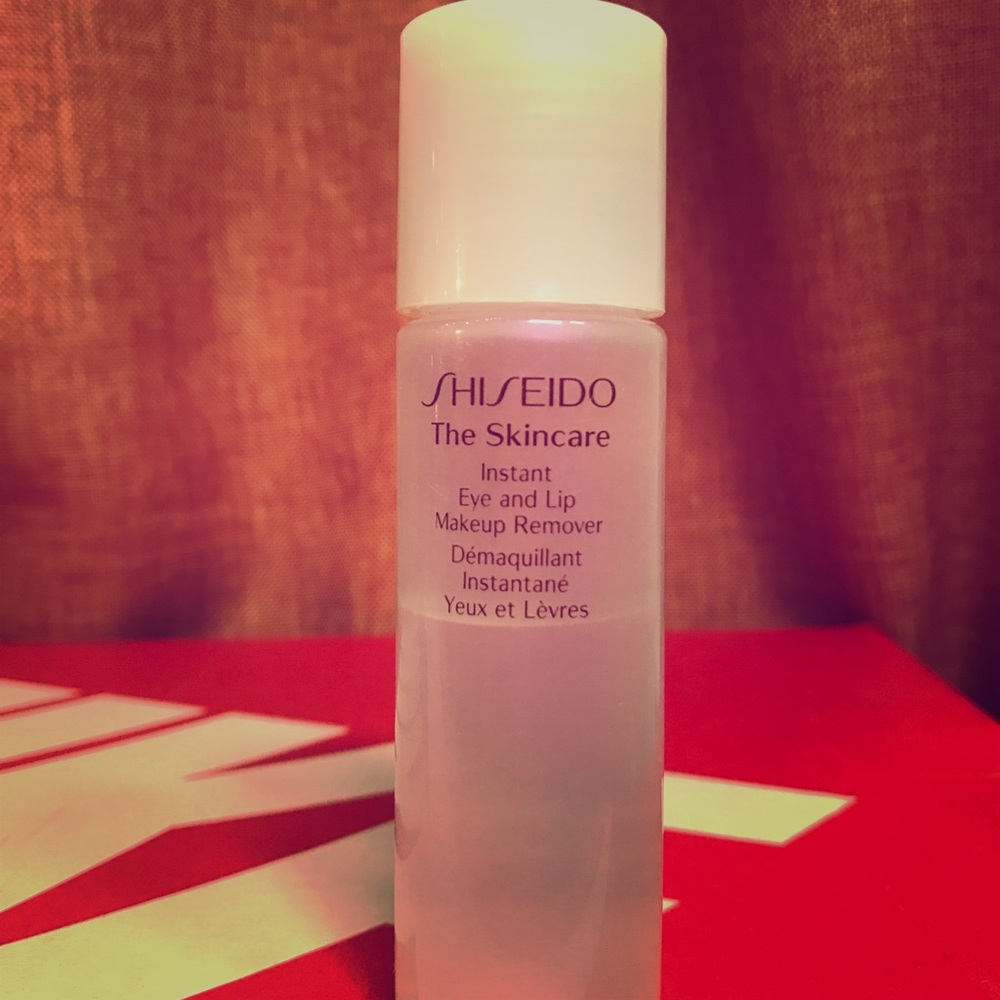 SHISEIDO
The Skincare
Instant
Eye and Lip
Makeup Remover
Démaquillant
Instantané
Yeux et Lèvres